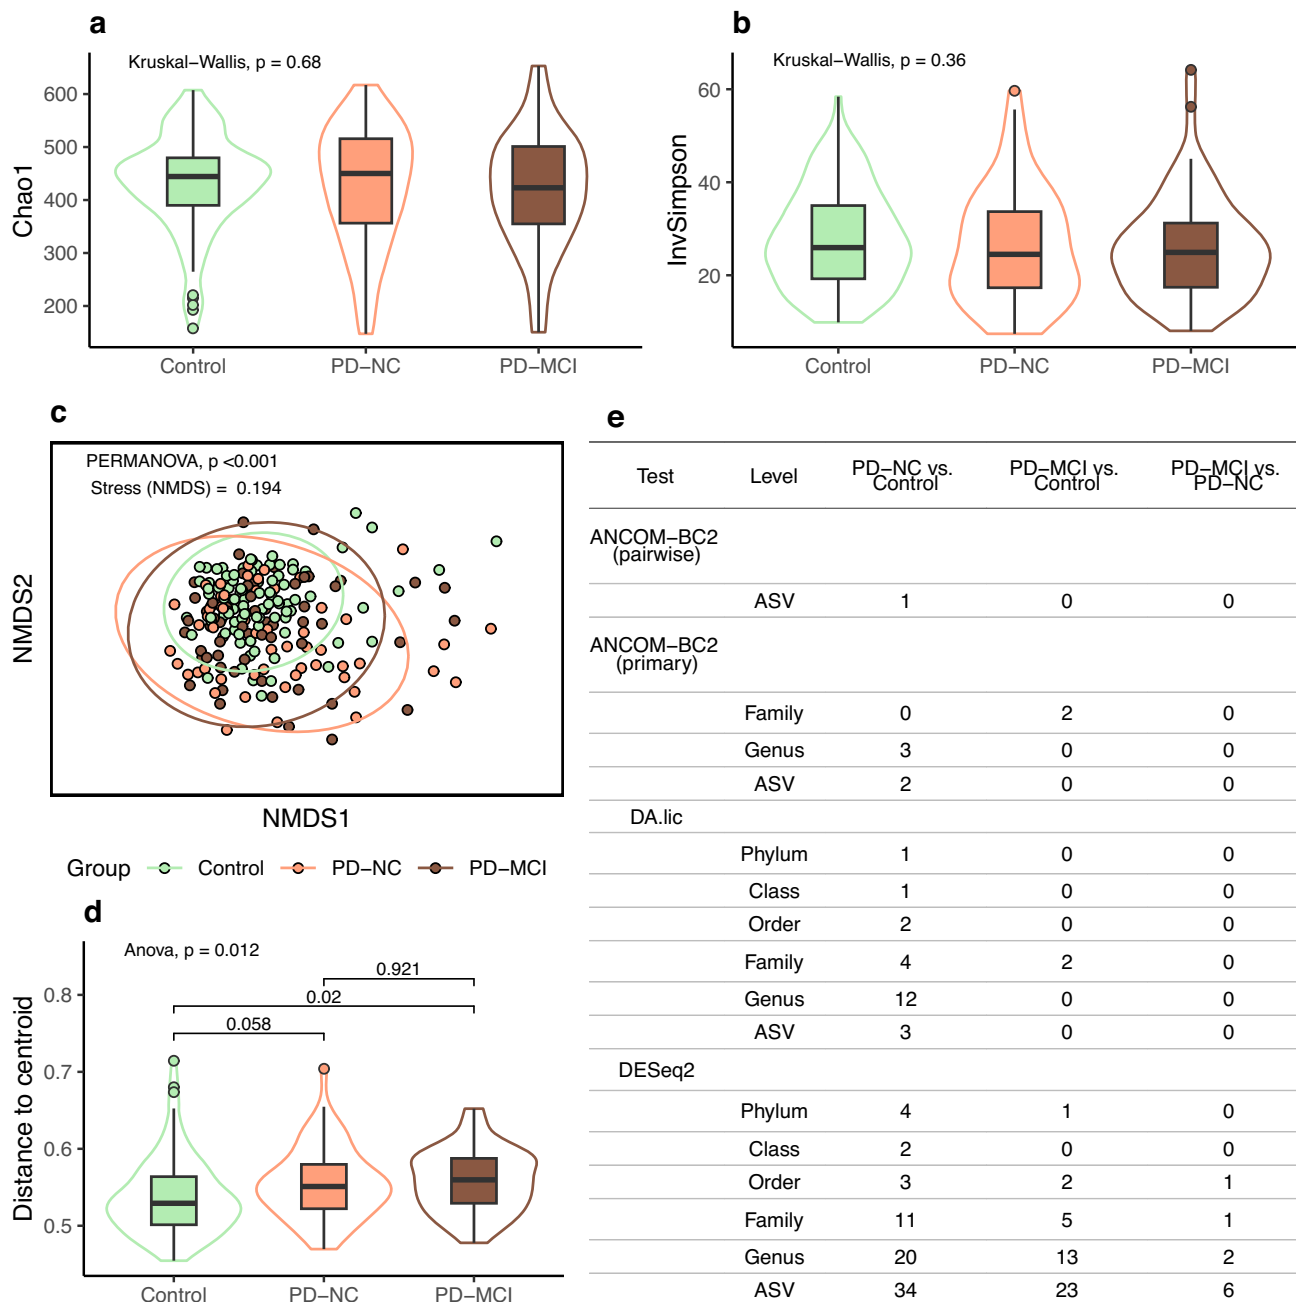 a
Kruskal−Wallis, p = 0.68
Chao1
600
500
400
300
200
Control
PD−NC
PD−MCI
b
Kruskal−Wallis, p = 0.36
InvSimpson
60
40
20
Control
PD−NC
PD−MCI
c
PERMANOVA, p <0.001
Stress (NMDS) = 0.194
NMDS2
NMDS1
Group Control PD−NC PD−MCI
d
Anova, p = 0.012
0.921
0.02
0.058
Distance to centroid
0.8
0.7
0.6
0.5
Control
PD−NC
PD−MCI
e
Test Level PD−NC vs. Control PD−MCI vs. Control PD−MCI vs. PD−NC
ANCOM−BC2
(pairwise)
ASV 1 0 0
ANCOM−BC2
(primary)
Family 0 2 0
Genus 3 0 0
ASV 2 0 0
DA.lic
Phylum 1 0 0
Class 1 0 0
Order 2 0 0
Family 4 2 0
Genus 12 0 0
ASV 3 0 0
DESeq2
Phylum 4 1 0
Class 2 0 0
Order 3 2 1
Family 11 5 1
Genus 20 13 2
ASV 34 23 6